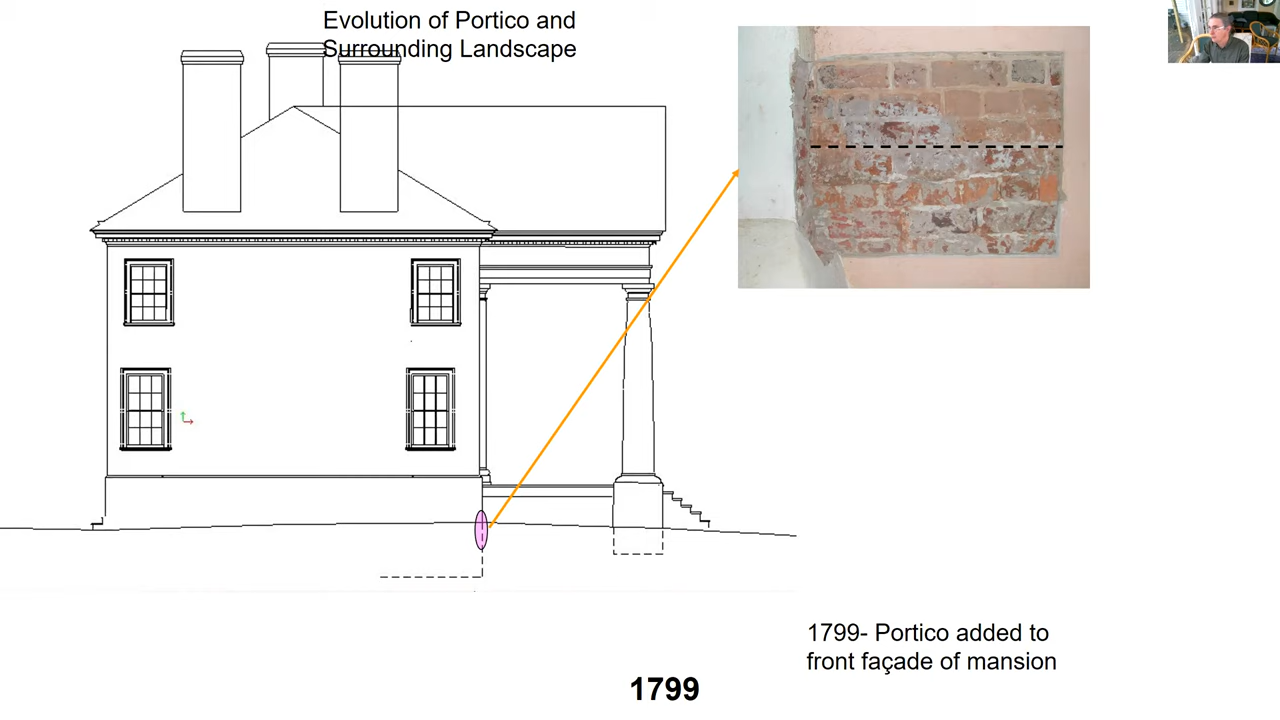 Evolution of Portico and
Surrounding Landscape
1799- Portico added to
front façade of mansion
1799